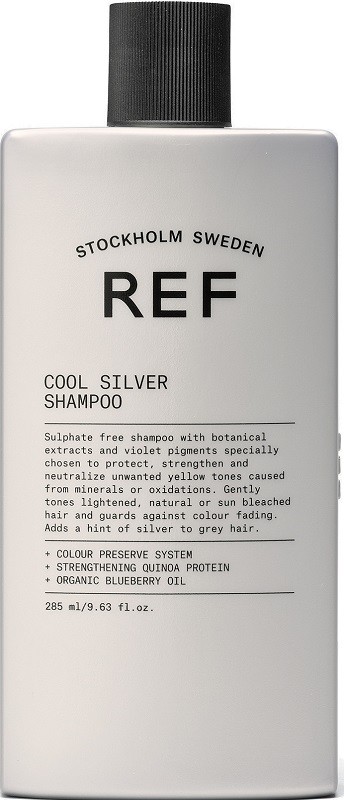 STOCKHOLM SWEDEN
REF
COOL SILVER
SHAMPOO
Sulphate free shampoo with botanical
extracts and violet pigments specially
chosen to protect, strengthen and
neutralize unwanted yellow tones caused
from minerals or oxidations. Gently
tones lightened, natural or sun bleached
hair and guards against colour fading.
Adds a hint of silver to grey hair.
+ COLOUR PRESERVE SYSTEM
+ STRENGTHENING QUINOA PROTEIN
+ ORGANIC BLUEBERRY OIL
285 ml/9.63 fl.oz.